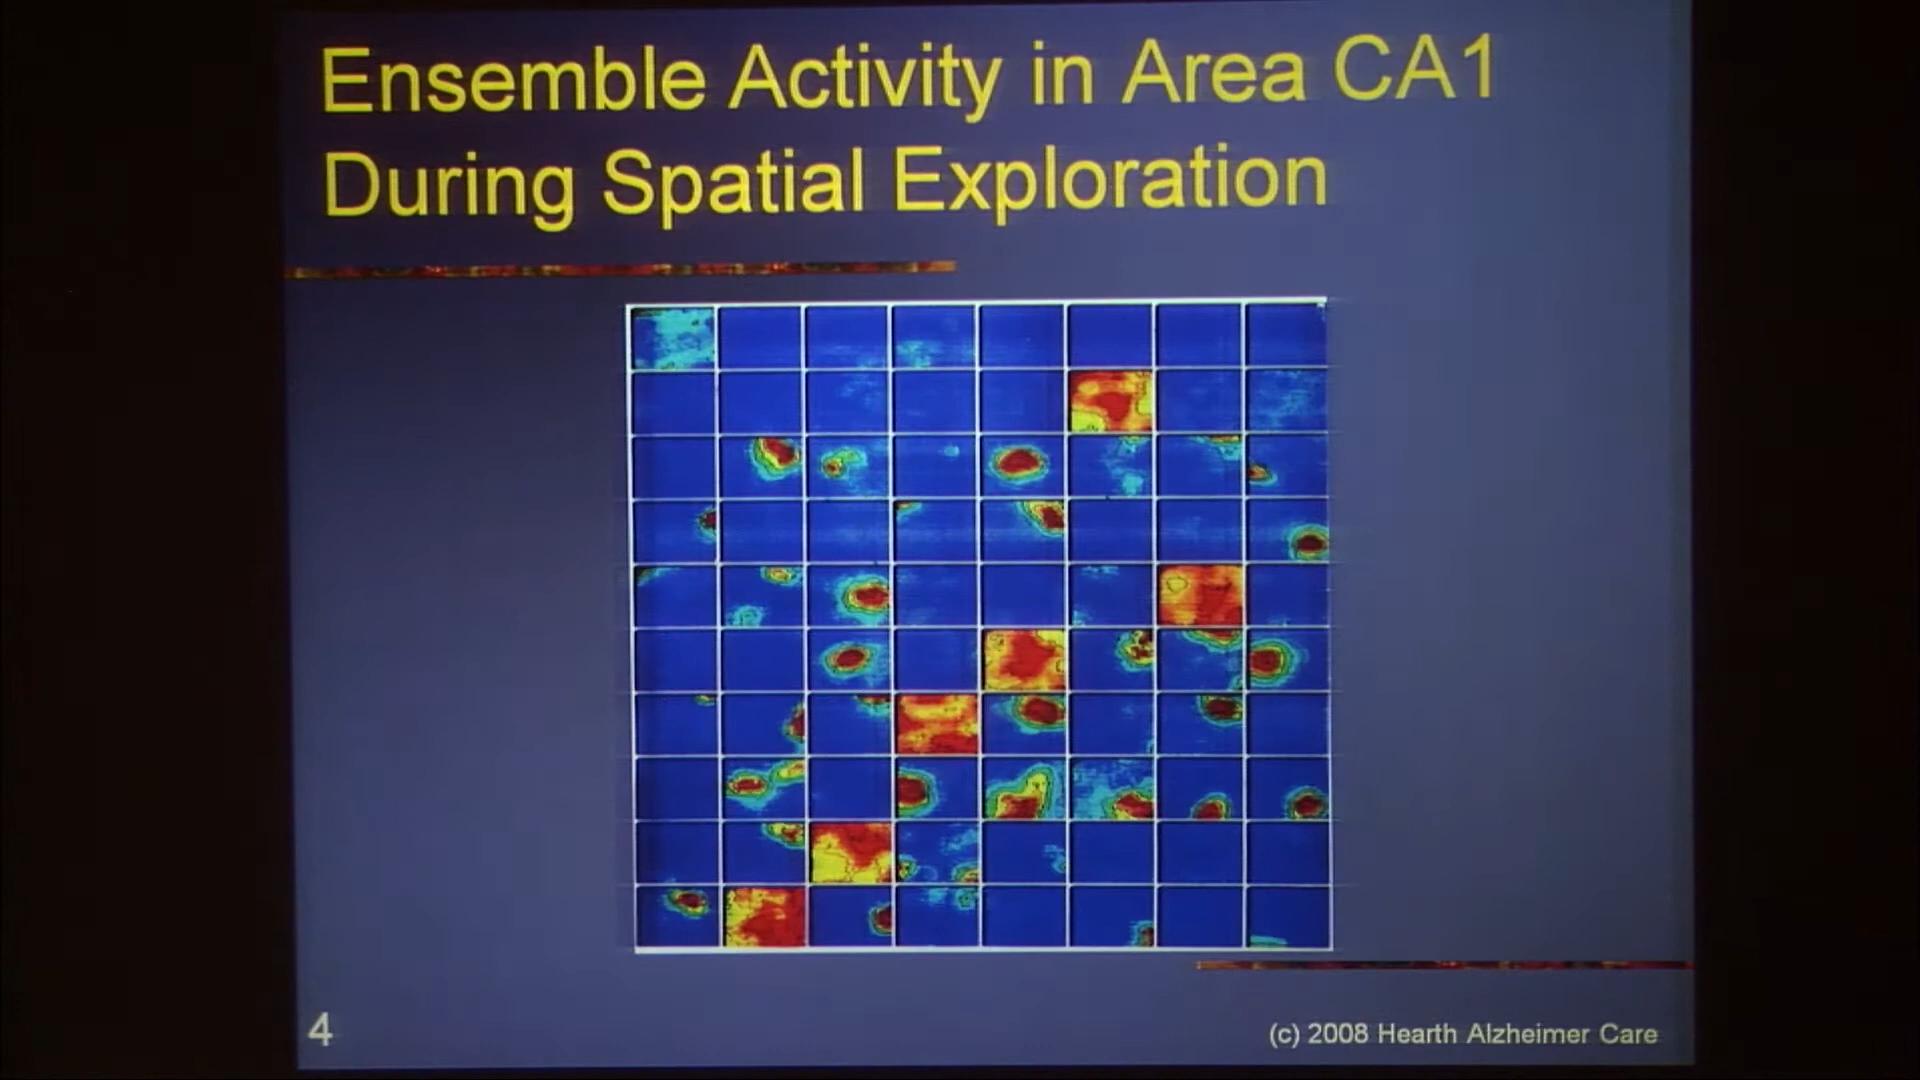 Ensemble Activity in Area CA1
During Spatial Exploration
4
(c) 2008 Hearth Alzheimer Care